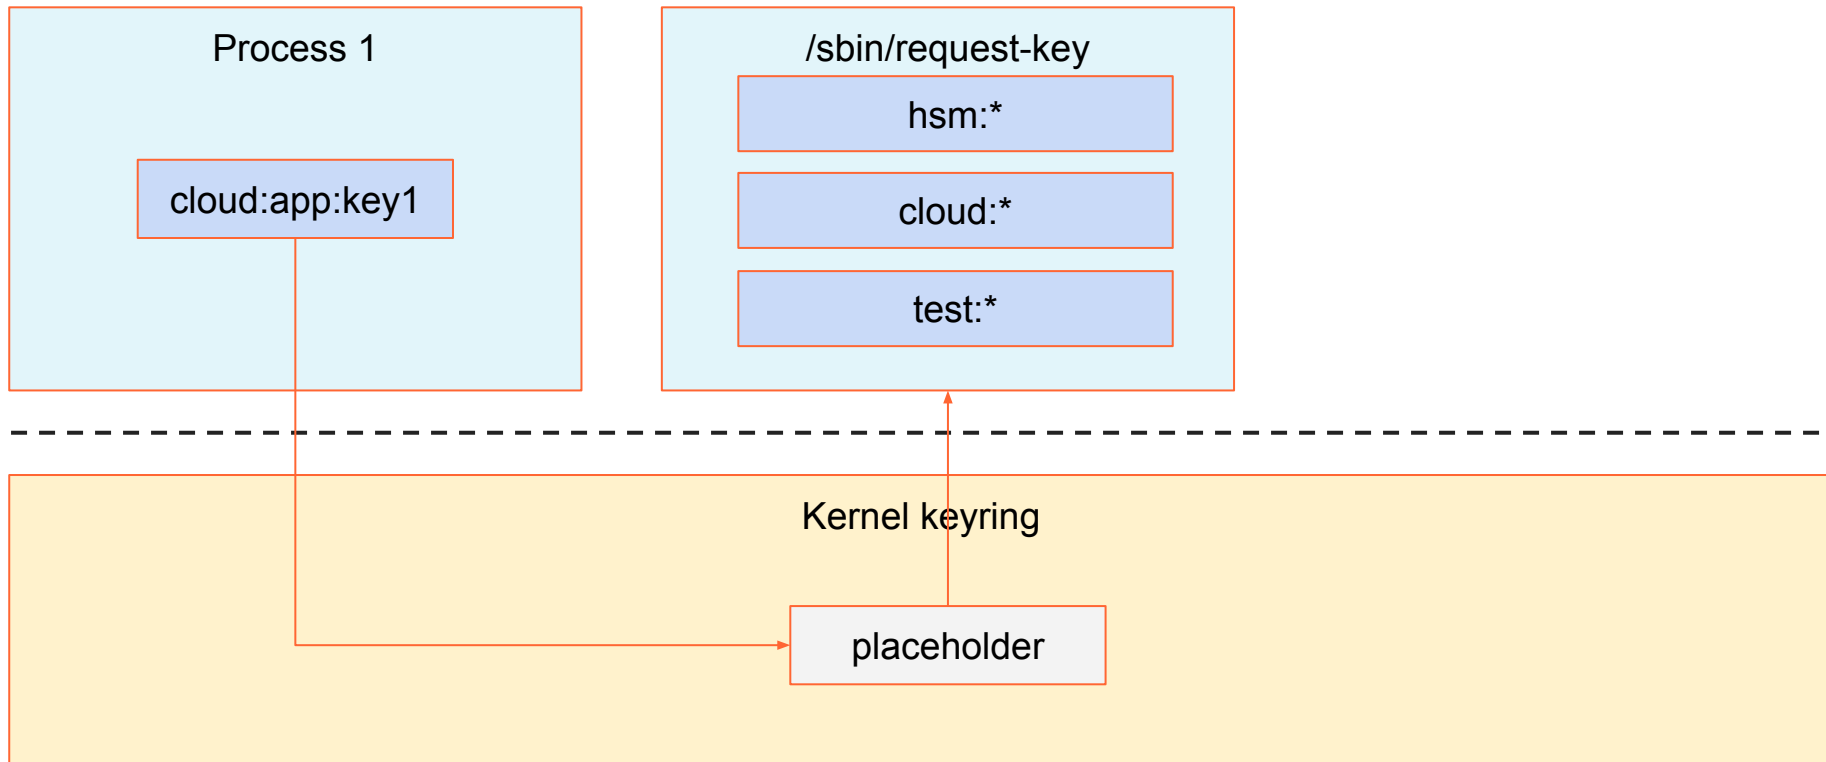 Process 1
cloud:app:key1
/sbin/request-key
hsm:*
cloud:*
test:*
Kernel keyring
placeholder